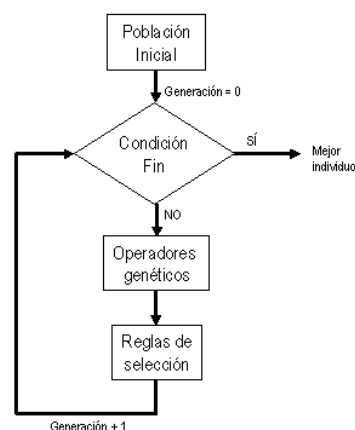 Población
Inicial
Generación = 0
Condición
Fin
SÍ
Mejor
individuo
NO
Operadores
genéticos
Reglas de
selección
Generación + 1